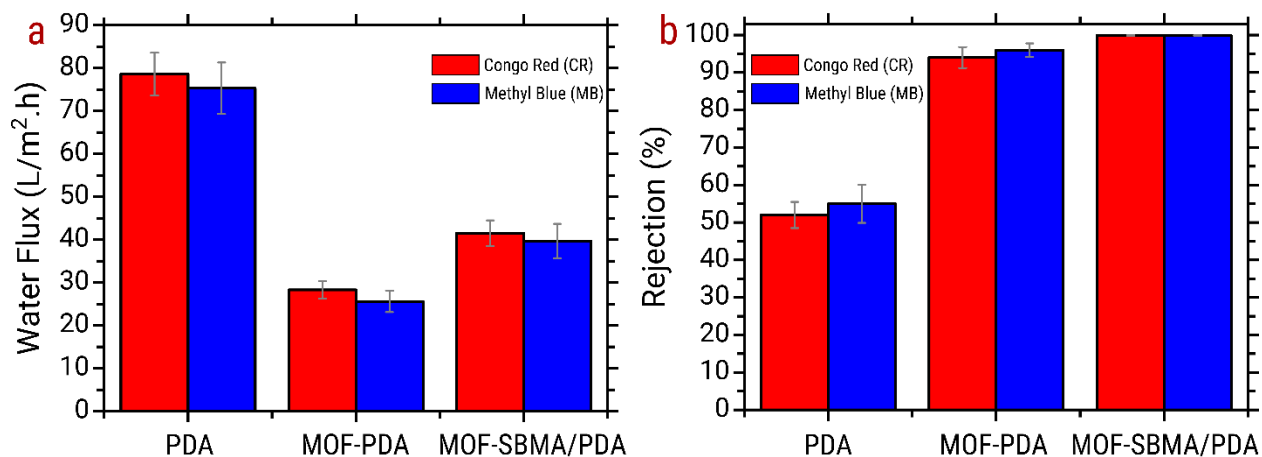 a
Water Flux (L/m².h)
90
80
70
60
50
40
30
20
10
0
Congo Red (CR)
Methyl Blue (MB)
PDA
MOF-PDA
MOF-SBMA/PDA
b
Rejection (%)
100
90
80
70
60
50
40
30
20
10
0
Congo Red (CR)
Methyl Blue (MB)
PDA
MOF-PDA
MOF-SBMA/PDA